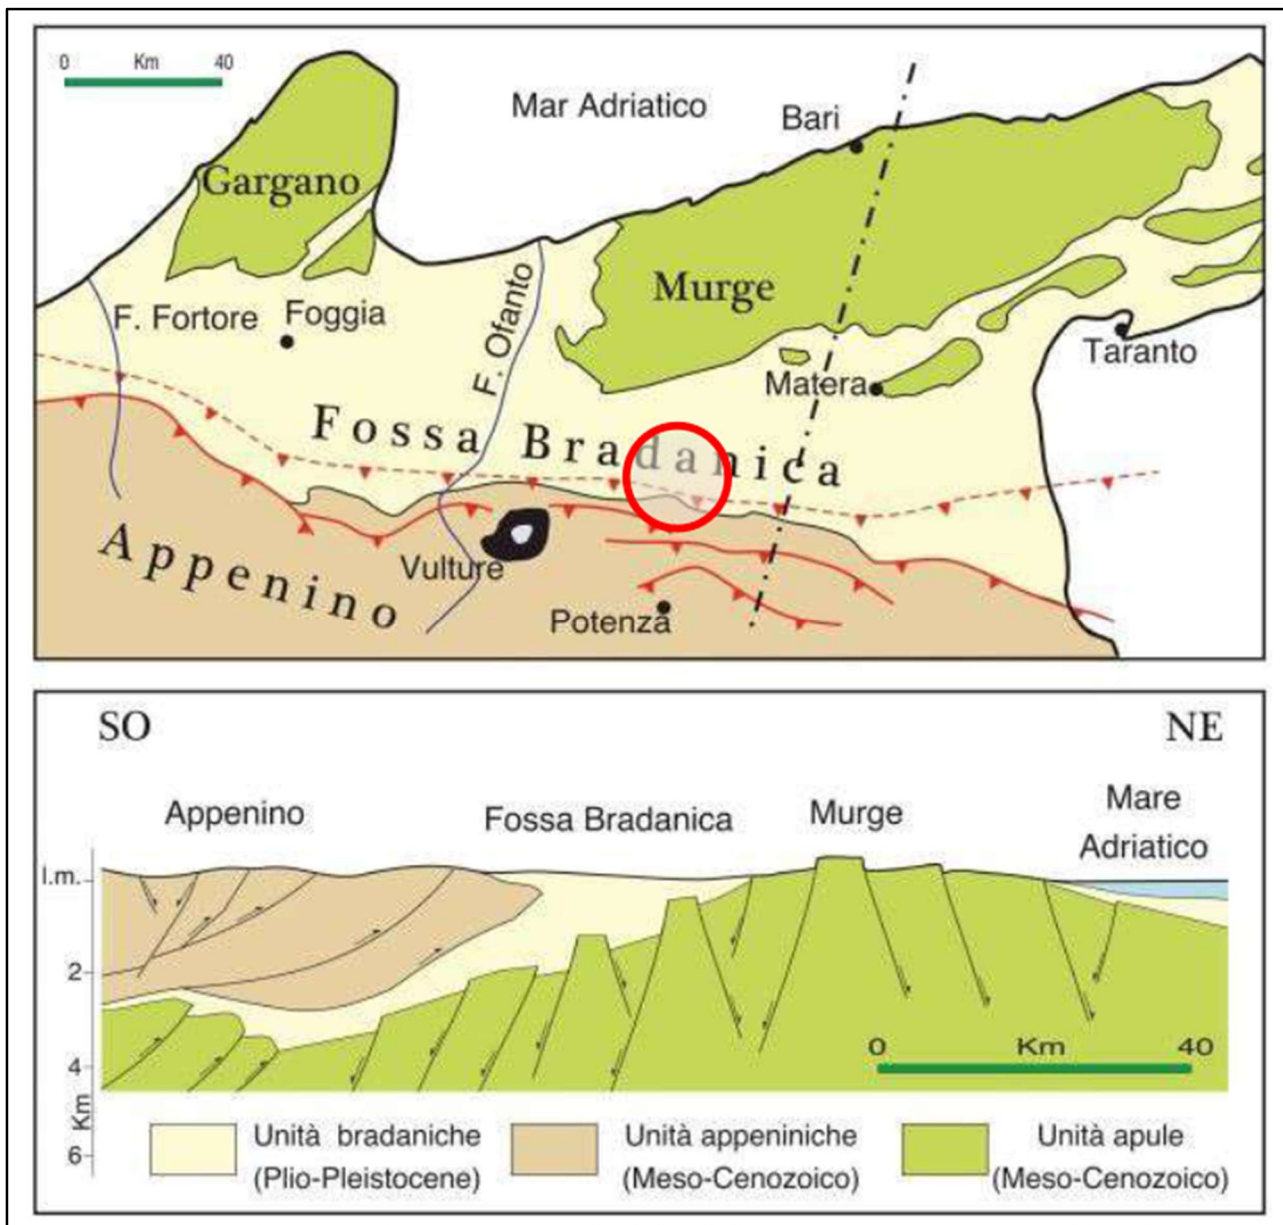 0 Km 40
Mar Adriatico
Bari
Gargano
Murge
F. Fortore
Foggia
F. Ofanto
Taranto
Matera
Fossa Bradanica
Appenino
Vulture
Potenza
SO
NE
Appenino
Fossa Bradanica
Murge
Mare
Adriatico
l.m.
2
4
Km
6
0 Km 40
Unità bradaniche
(Plio-Pleistocene)
Unità appeniniche
(Meso-Cenozoico)
Unità apule
(Meso-Cenozoico)